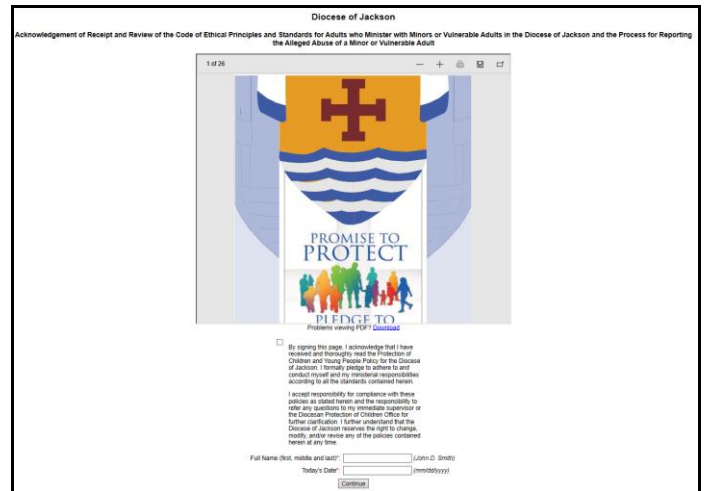 Diocese of Jackson
Acknowledgement of Receipt and Review of the Code of Ethical Principles and Standards for Adults who Minister with Minors or Vulnerable Adults in the Diocese of Jackson and the Process for Reporting
the Alleged Abuse of a Minor or Vulnerable Adult
1 of 26
PROMISE TO
PROTECT
PLEDGE TO
Problems viewing PDF? Download
By signing this page, I acknowledge that I have
received and thoroughly read the Protection of
Children and Young People Policy for the Diocese
of Jackson. I formally pledge to adhere to and
conduct myself and my ministerial responsibilities
according to all the standards contained herein.
I accept responsibility for compliance with these
policies as stated herein and the responsibility to
refer any questions to my immediate supervisor or
the Diocesan Protection of Children Office for
further clarification. I further understand that the
Diocese of Jackson reserves the right to change,
modify, and/or revise any of the policies contained
herein at any time.
Full Name (first, middle and last)*: (John D. Smith)
Today's Date*: (mm/dd/yyyy)
Continue